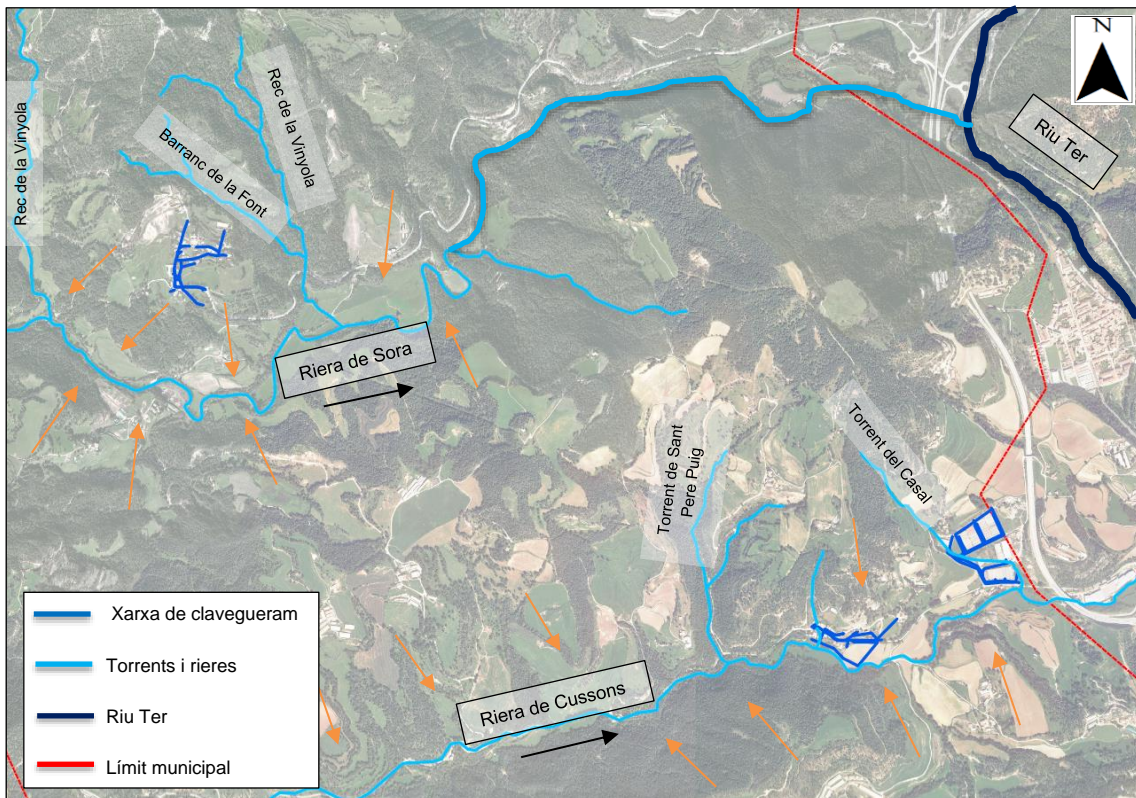 N
Riu Ter
Rec de la Vinyola
Rec de la Vinyola
Barranc de la Font
Riera de Sora
Torrent de Sant
Pere Puig
Torrent del Casal
Riera de Cussons
Xarxa de clavegueram
Torrents i rieres
Riu Ter
Límit municipal